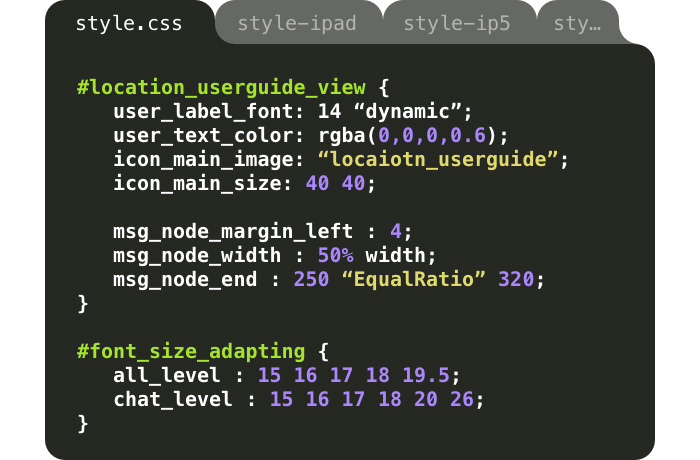 style.css style-ipad style-ip5 sty…
#location_userguide_view {
user_label_font: 14 “dynamic”;
user_text_color: rgba(0,0,0,0.6);
icon_main_image: “locaiotn_userguide”;
icon_main_size: 40 40;
msg_node_margin_left : 4;
msg_node_width : 50% width;
msg_node_end : 250 “EqualRatio” 320;
}
#font_size_adapting {
all_level : 15 16 17 18 19.5;
chat_level : 15 16 17 18 20 26;
}